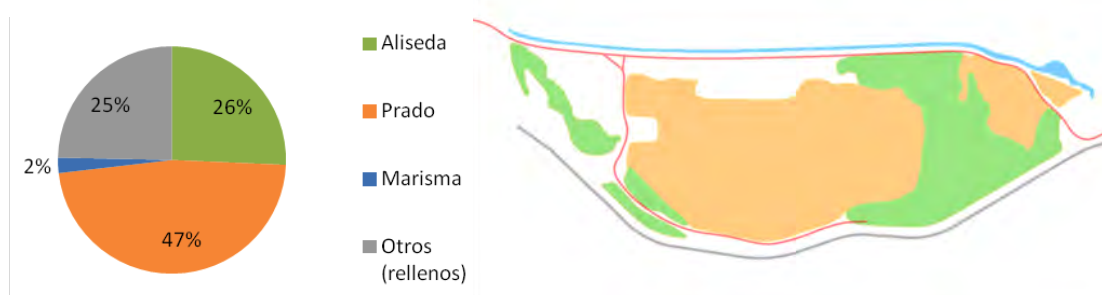 26%
47%
2%
25%
Aliseda
Prado
Marisma
Otros
(rellenos)